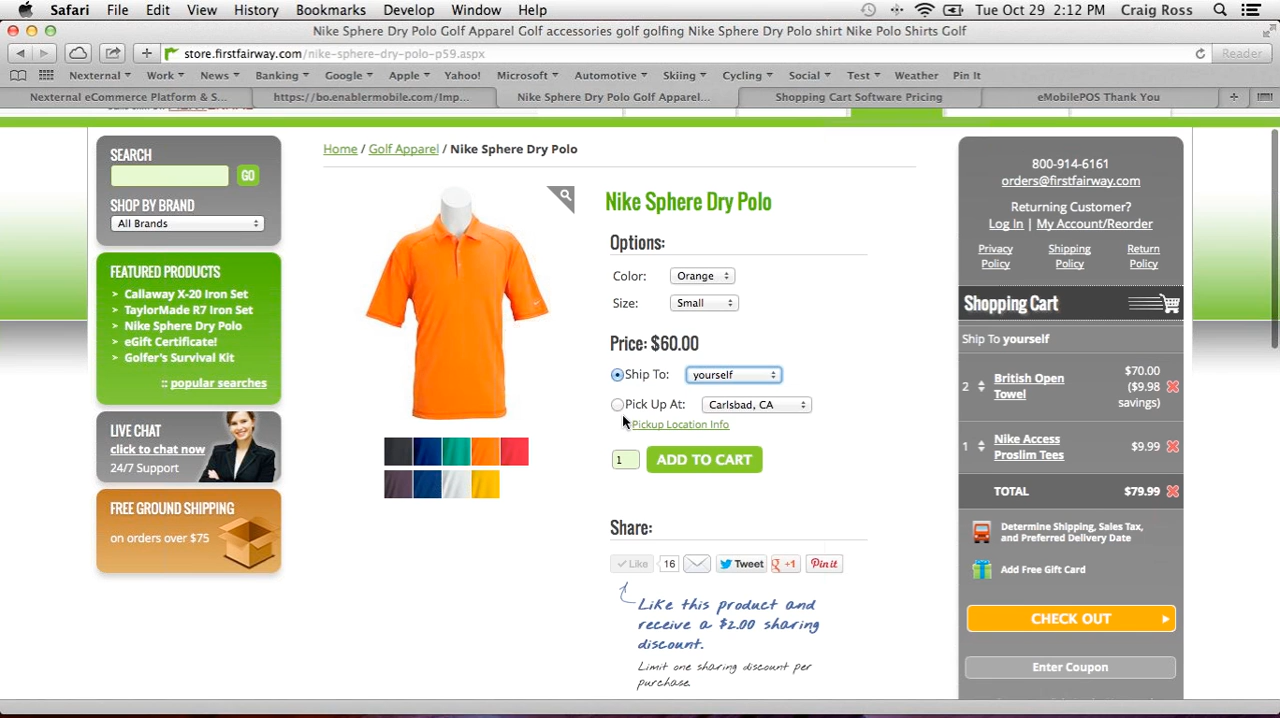 Safari File Edit View History Bookmarks Develop Window Help Tue Oct 29 2:12 PM Craig Ross
Nike Sphere Dry Polo Golf Apparel Golf accessories golf golfing Nike Sphere Dry Polo shirt Nike Polo Shirts Golf
store.firstfairway.com/nike-sphere-dry-polo-p59.aspx Reader
Nexternal Work News Banking Google Apple Yahoo! Microsoft Automotive Skiing Cycling Social Test Weather Pin It
Nexternal eCommerce Platform & S... https://bo.enablermobile.com/Imp... Nike Sphere Dry Polo Golf Apparel... Shopping Cart Software Pricing eMobilePOS Thank You
SEARCH
GO
SHOP BY BRAND
All Brands
FEATURED PRODUCTS
> Callaway X-20 Iron Set
> TaylorMade R7 Iron Set
> Nike Sphere Dry Polo
> eGift Certificate!
> Golfer's Survival Kit
:: popular searches
LIVE CHAT
click to chat now
24/7 Support
FREE GROUND SHIPPING
on orders over $75
Home / Golf Apparel / Nike Sphere Dry Polo
Nike Sphere Dry Polo
Options:
Color: Orange
Size: Small
Price: $60.00
Ship To: yourself
Pick Up At: Carlsbad, CA
Pickup Location Info
1 ADD TO CART
Share:
Like 16 Tweet +1 Pin it
Like this product and
receive a $2.00 sharing
discount.
Limit one sharing discount per
purchase.
800-914-6161
orders@firstfairway.com
Returning Customer?
Log In | My Account/Reorder
Privacy Shipping Return
Policy Policy Policy
Shopping Cart
Ship To yourself
2 British Open Towel $70.00
($9.98
savings)
1 Nike Access $9.99
Proslim Tees
TOTAL $79.99
Determine Shipping, Sales Tax,
and Preferred Delivery Date
Add Free Gift Card
CHECK OUT
Enter Coupon